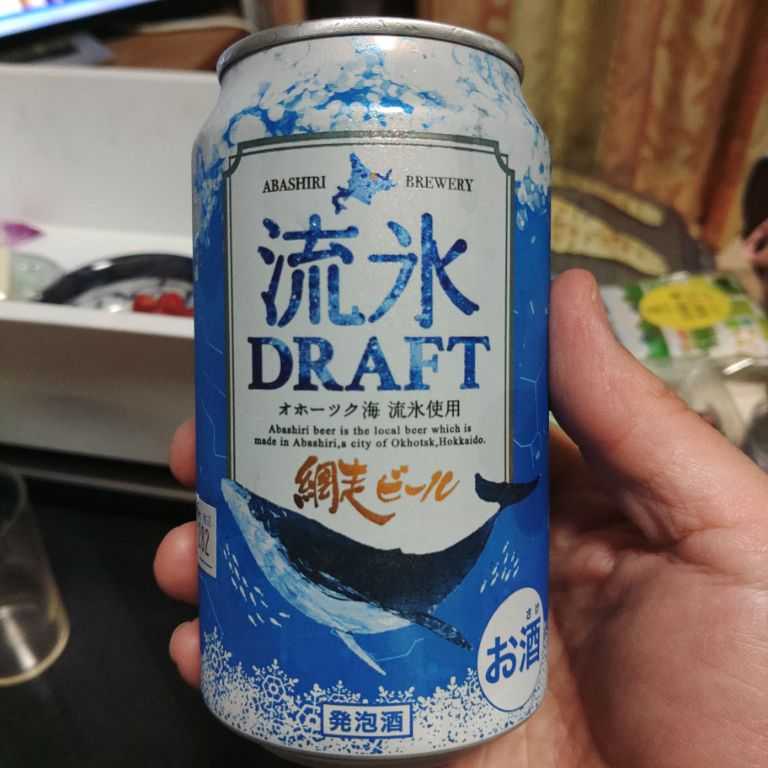 ABASHIRI BREWERY
流氷
DRAFT
オホーツク海 流氷使用
Abashiri beer is the local beer which is
made in Abashiri,a city of Okhotsk,Hokkaido.
網走ビール
さけ
お酒
発泡酒